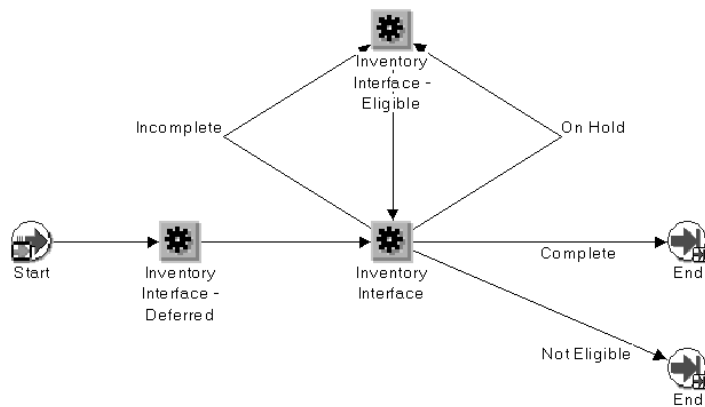 Inventory
Interface -
Eligible
Incomplete
On Hold
Start
Inventory
Interface -
Deferred
Inventory
Interface
Complete
End
Not Eligible
End